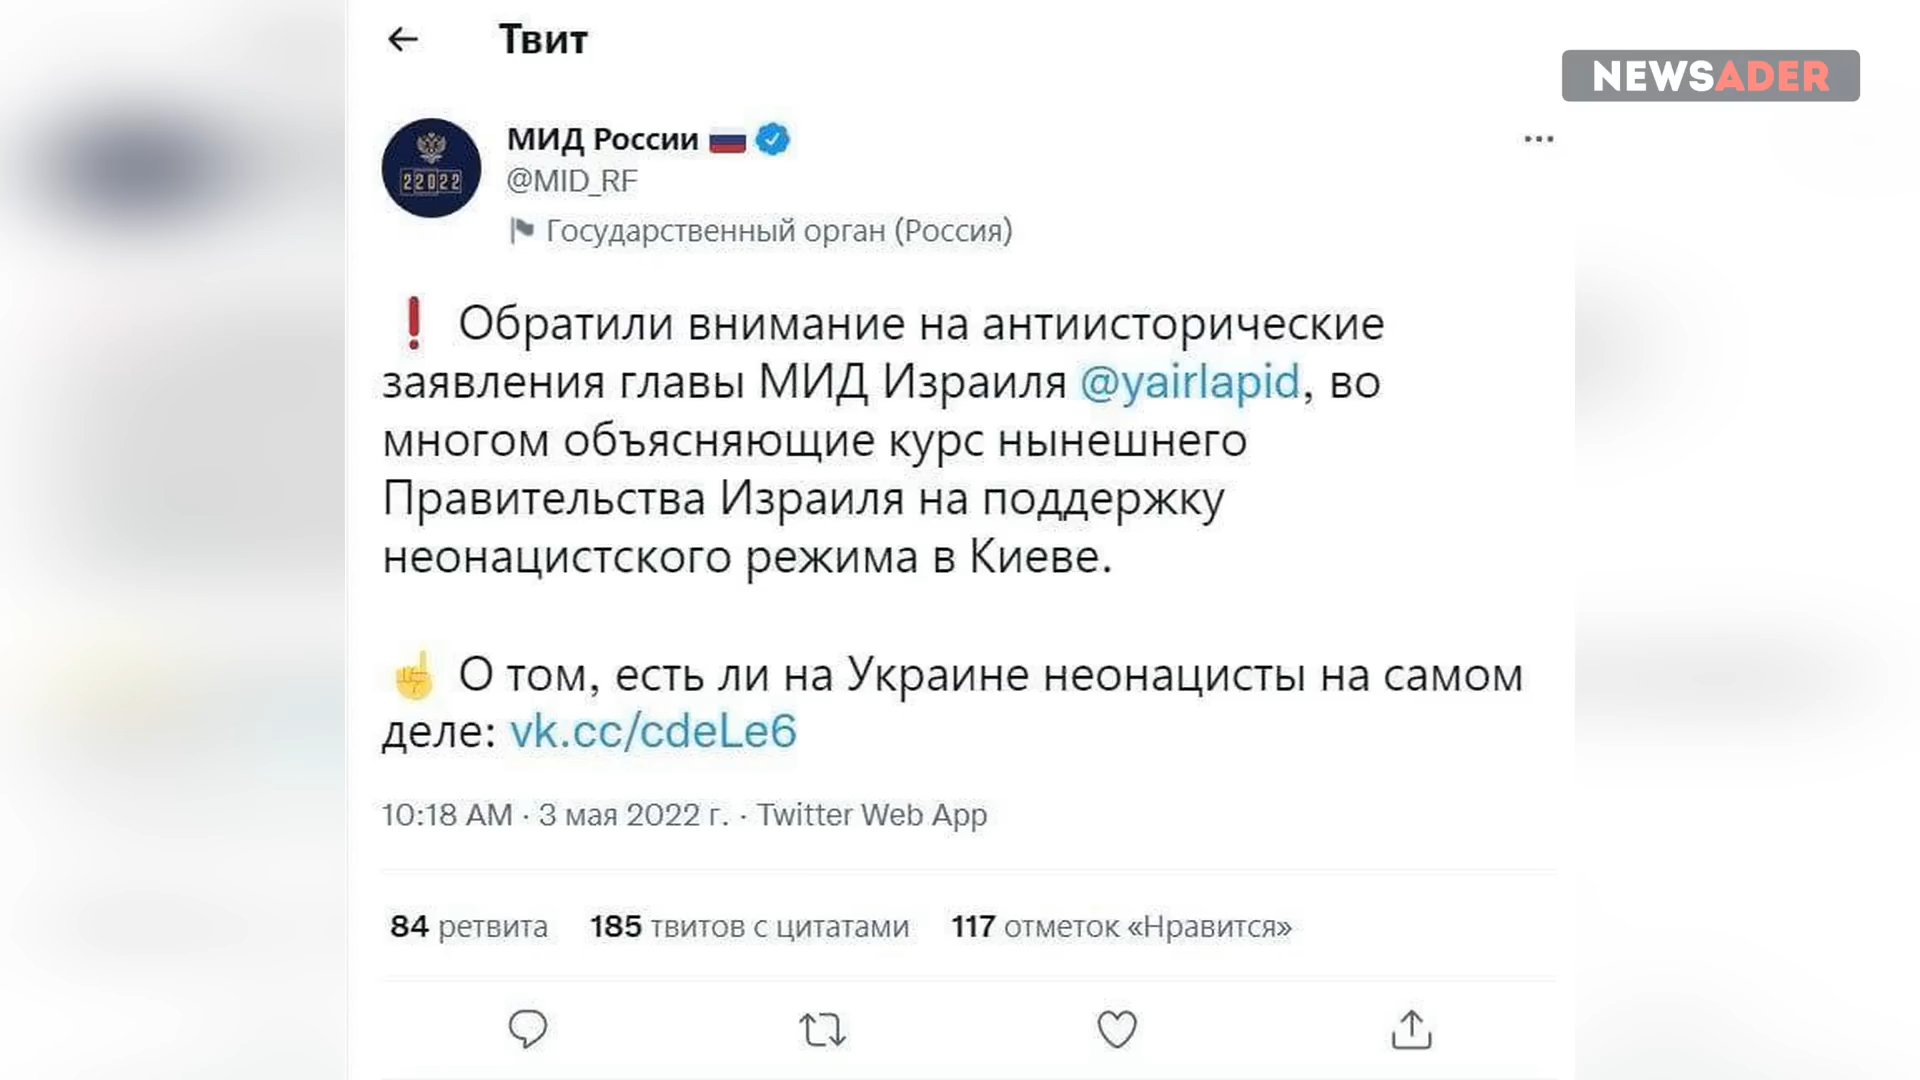 Твит
NEWSADER
МИД России
22022
@MID_RF
Государственный орган (Россия)
Обратили внимание на антиисторические
заявления главы МИД Израиля @yairlapid, во
многом объясняющие курс нынешнего
Правительства Израиля на поддержку
неонацистского режима в Киеве.
О том, есть ли на Украине неонацисты на самом
деле: vk.cc/cdeLe6
10:18 AM · 3 мая 2022 г. · Twitter Web App
84 ретвита 185 твитов с цитатами 117 отметок «Нравится»